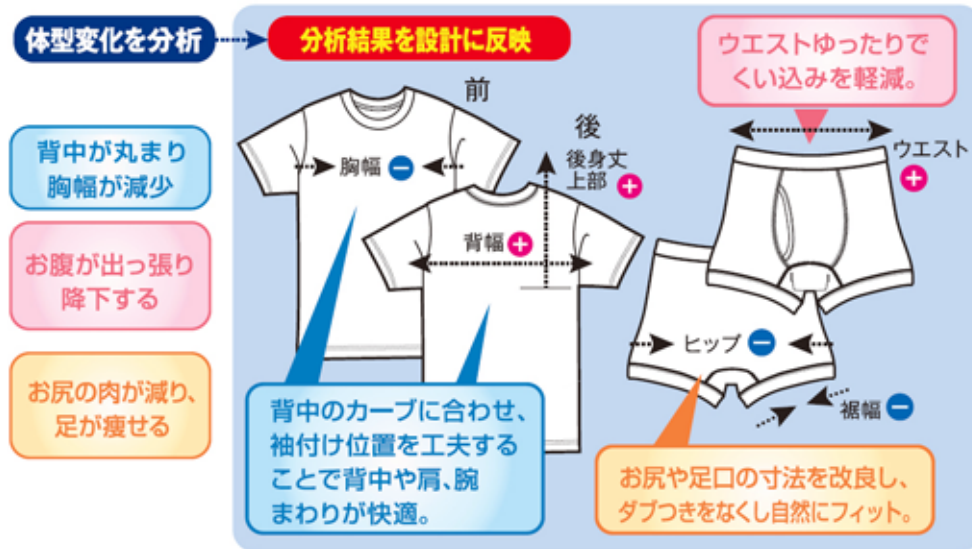 体型変化を分析
分析結果を設計に反映
背中が丸まり
胸幅が減少
お腹が出っ張り
降下する
お尻の肉が減り、
足が痩せる
前
胸幅 −
後
後身丈
上部 +
背幅 +
背中のカーブに合わせ、
袖付け位置を工夫する
ことで背中や肩、腕
まわりが快適。
ウエストゆったりで
くい込みを軽減。
ウエスト
+
ヒップ −
裾幅 −
お尻や足口の寸法を改良し、
ダブつきをなくし自然にフィット。